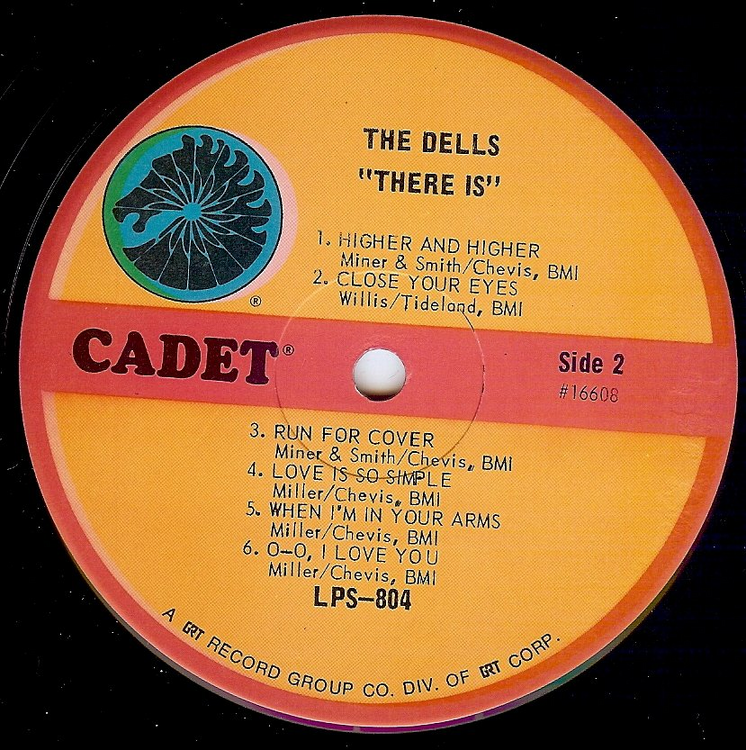 THE DELLS
"THERE IS"
1. HIGHER AND HIGHER
Miner & Smith/Chevis, BMI
2. CLOSE YOUR EYES
Willis/Tideland, BMI
®
CADET®
Side 2
#16608
3. RUN FOR COVER
Miner & Smith/Chevis, BMI
4. LOVE IS SO SIMPLE
Miller/Chevis, BMI
5. WHEN I'M IN YOUR ARMS
Miller/Chevis, BMI
6. O-O, I LOVE YOU
Miller/Chevis, BMI
LPS-804
A GRT RECORD GROUP CO. DIV. OF GRT CORP.